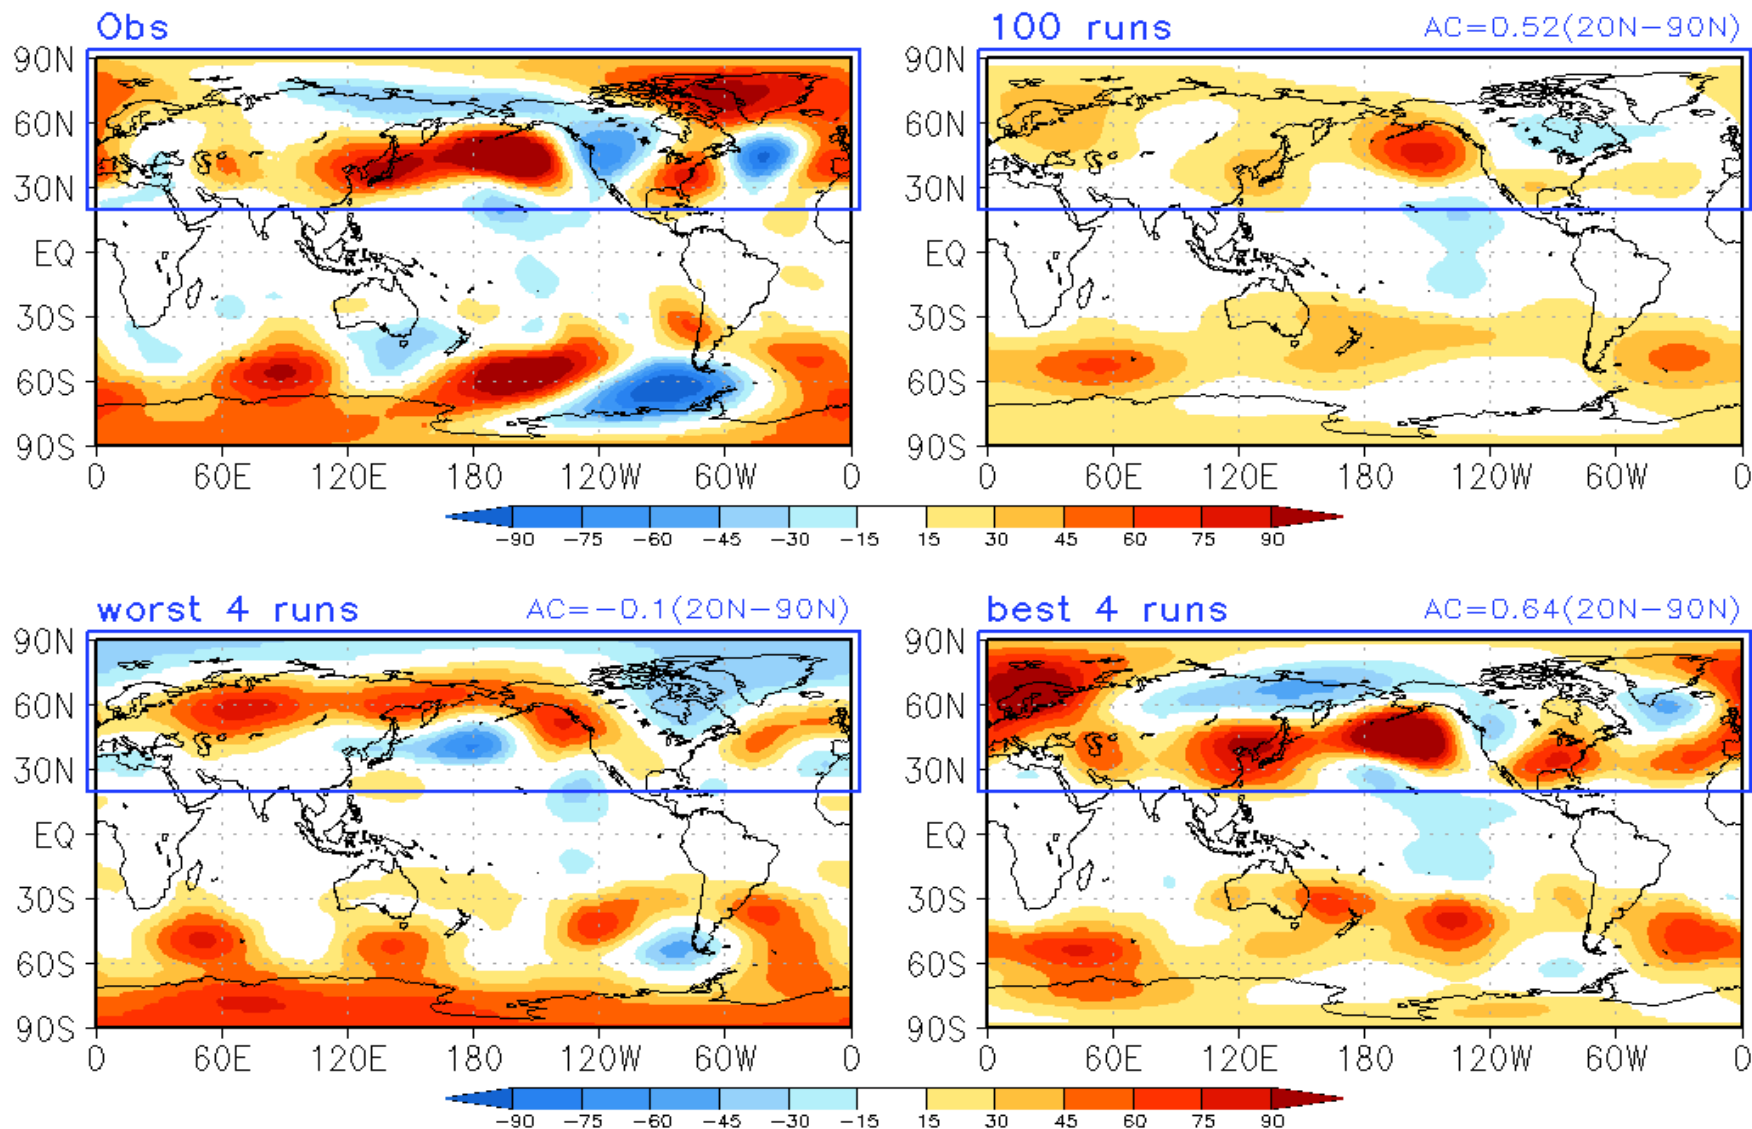 Obs
100 runs AC=0.52(20N-90N)
90N
60N
30N
EQ
30S
60S
90S
0 60E 120E 180 120W 60W 0
90N
60N
30N
EQ
30S
60S
90S
0 60E 120E 180 120W 60W 0
-90 -75 -60 -45 -30 -15 15 30 45 60 75 90
worst 4 runs AC=-0.1(20N-90N)
best 4 runs AC=0.64(20N-90N)
90N
60N
30N
EQ
30S
60S
90S
0 60E 120E 180 120W 60W 0
90N
60N
30N
EQ
30S
60S
90S
0 60E 120E 180 120W 60W 0
-90 -75 -60 -45 -30 -15 15 30 45 60 75 90